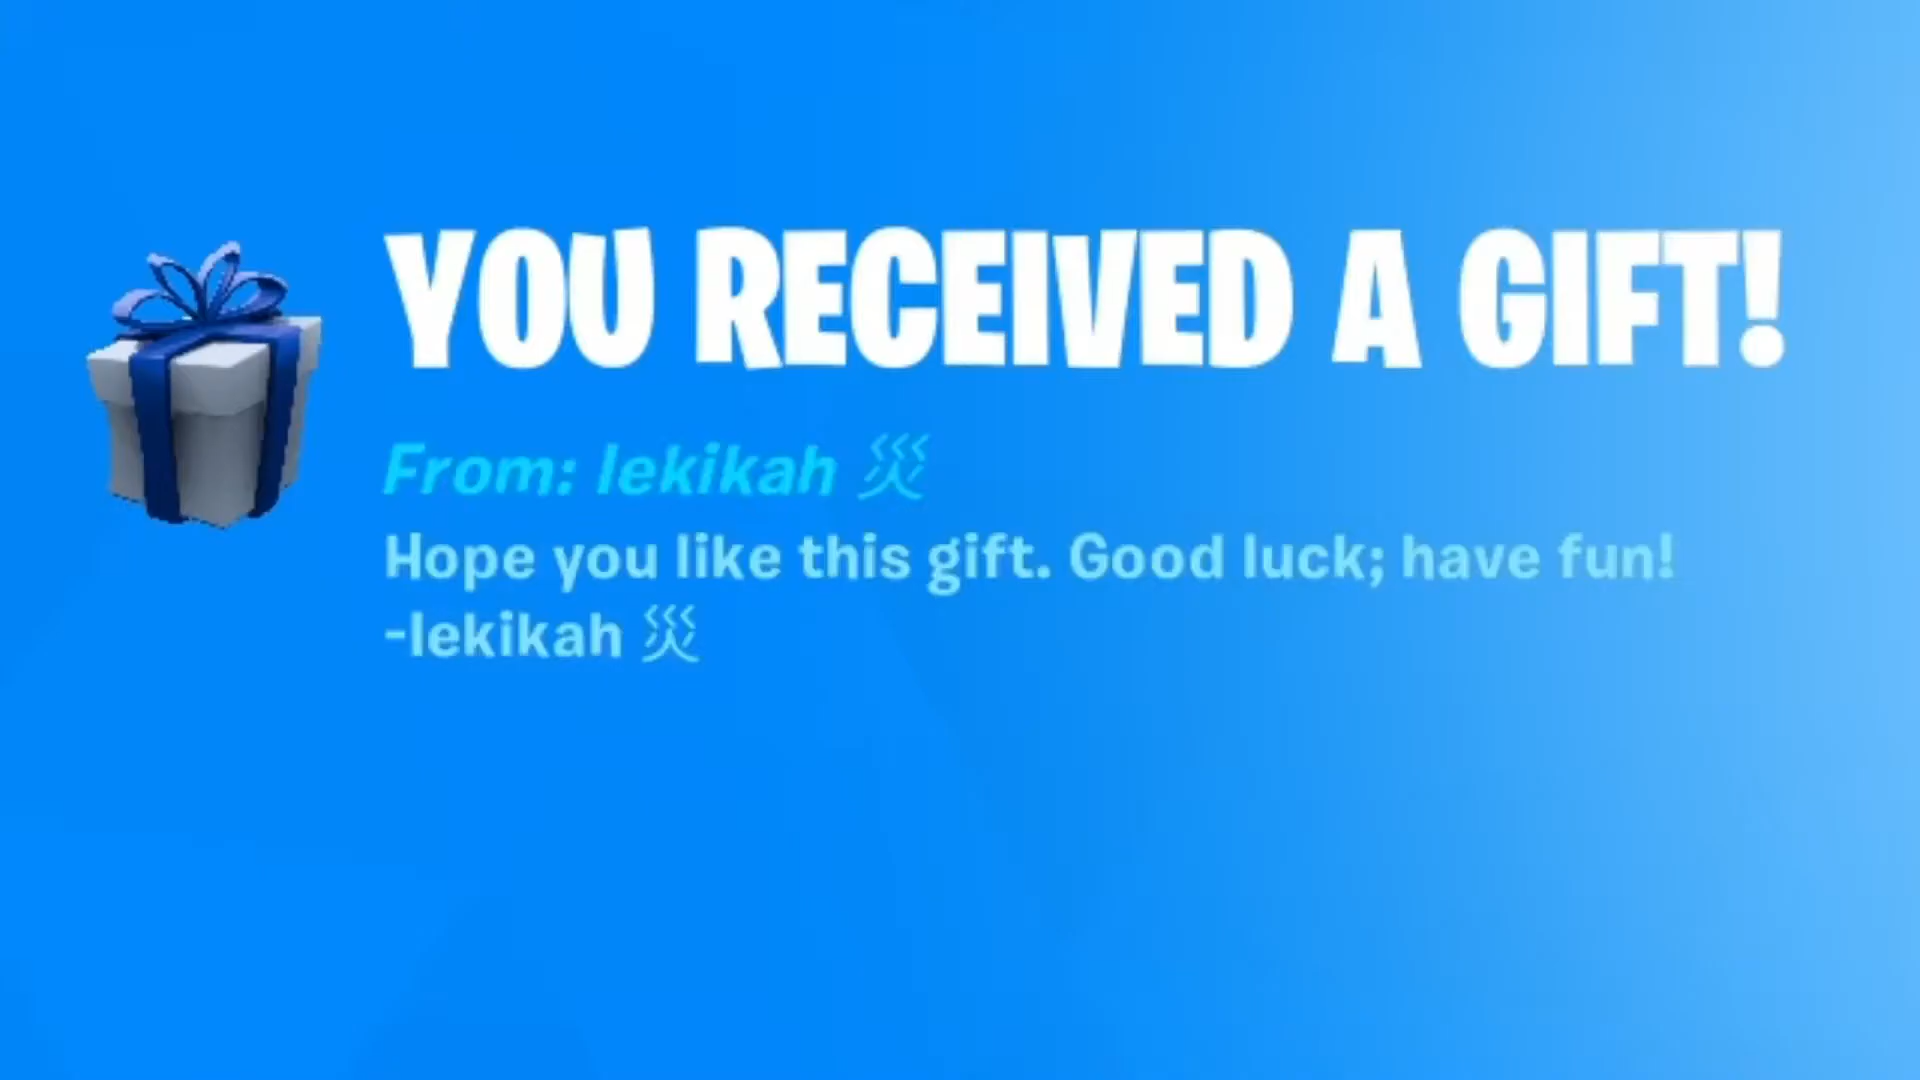 YOU RECEIVED A GIFT!
From: lekikah 災
Hope you like this gift. Good luck; have fun!
-lekikah 災